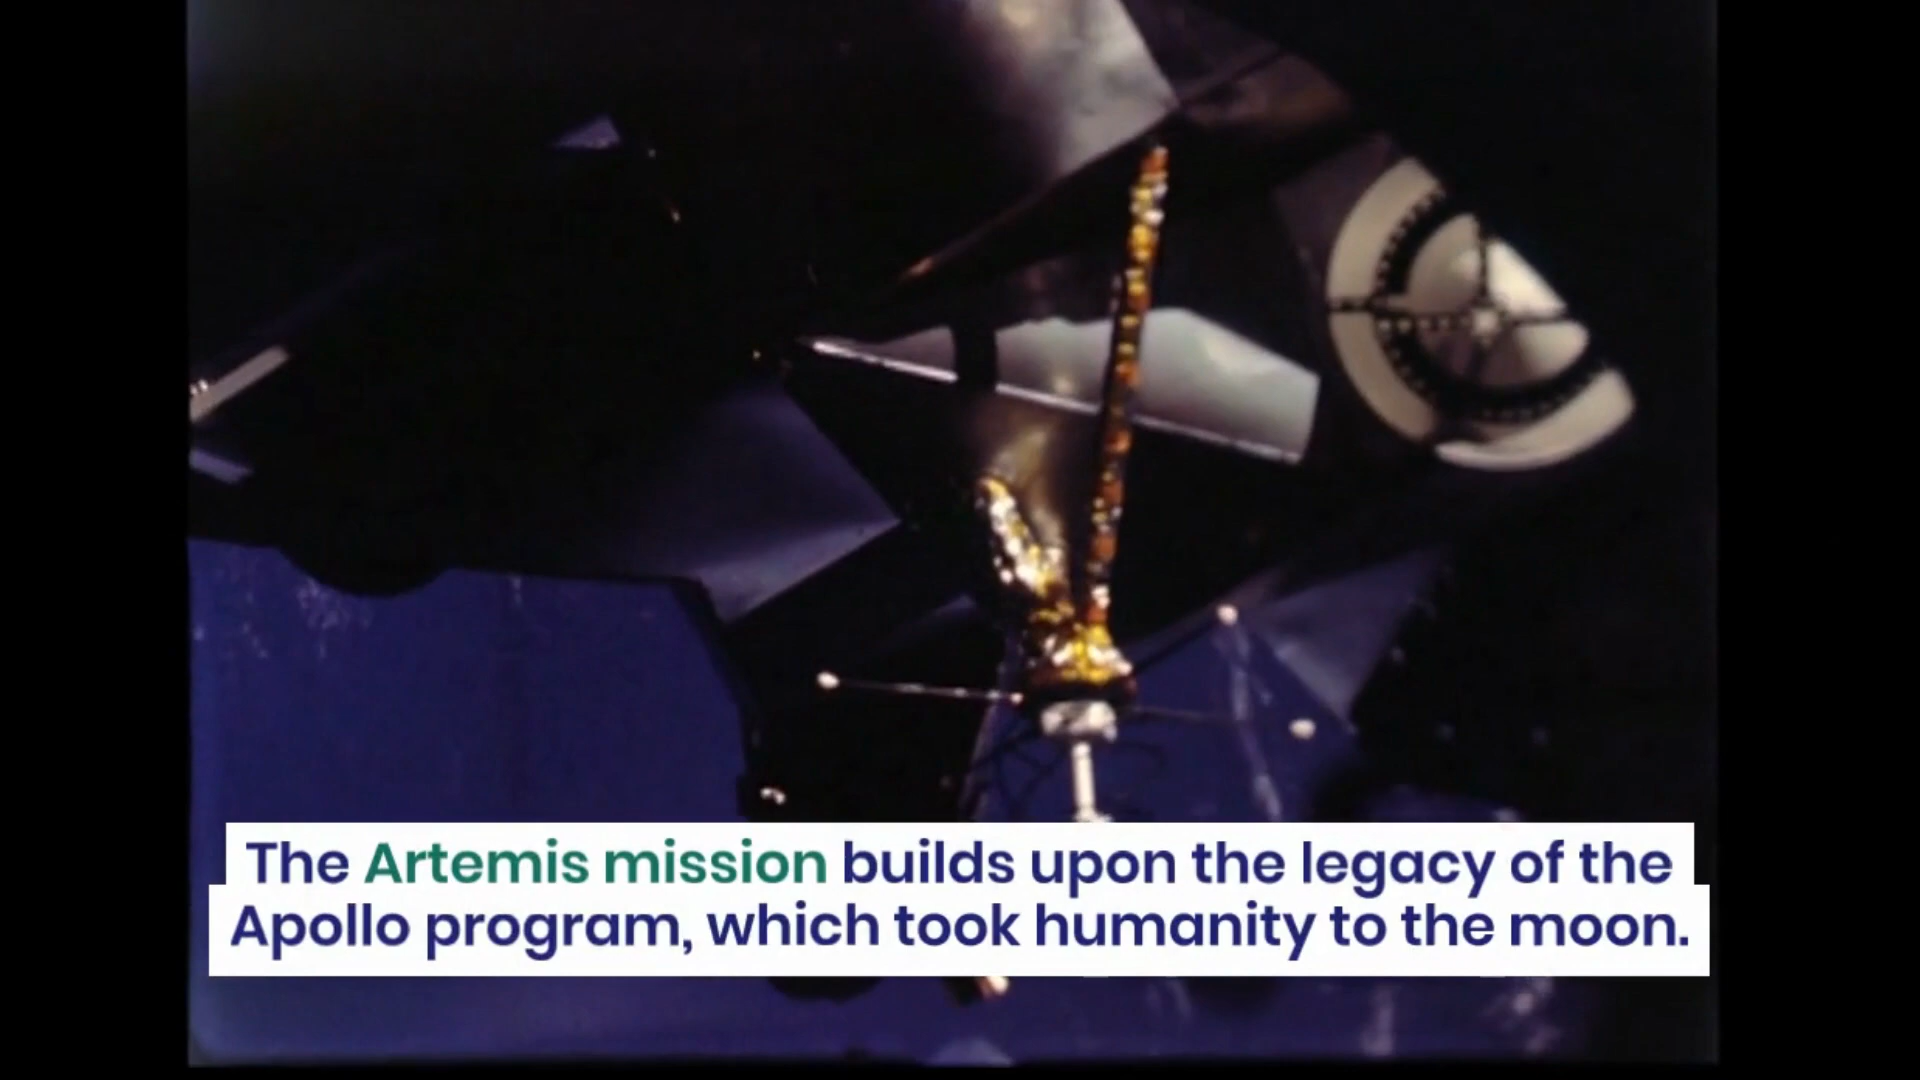 The Artemis mission builds upon the legacy of the
Apollo program, which took humanity to the moon.